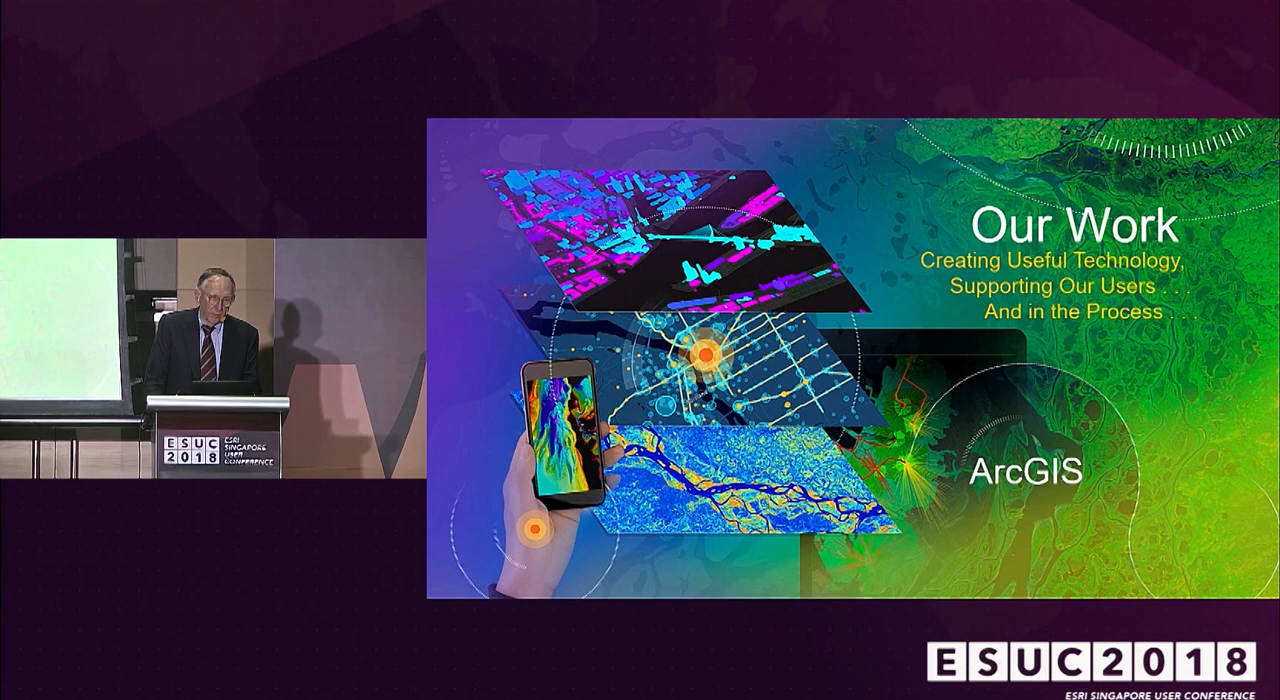 Our Work
Creating Useful Technology,
Supporting Our Users . . .
And in the Process . . .
ArcGIS
ESUC
2018
ESRI
SINGAPORE
USER
CONFERENCE
ESUC2018
ESRI SINGAPORE USER CONFERENCE